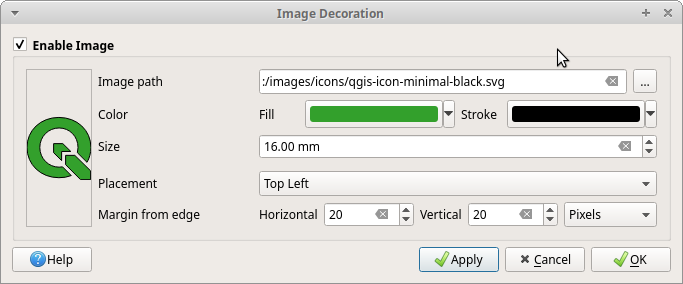 Image Decoration
Enable Image
Image path :/images/icons/qgis-icon-minimal-black.svg ...
Color Fill Stroke
Size 16.00 mm
Placement Top Left
Margin from edge Horizontal 20 Vertical 20 Pixels
Help Apply Cancel OK